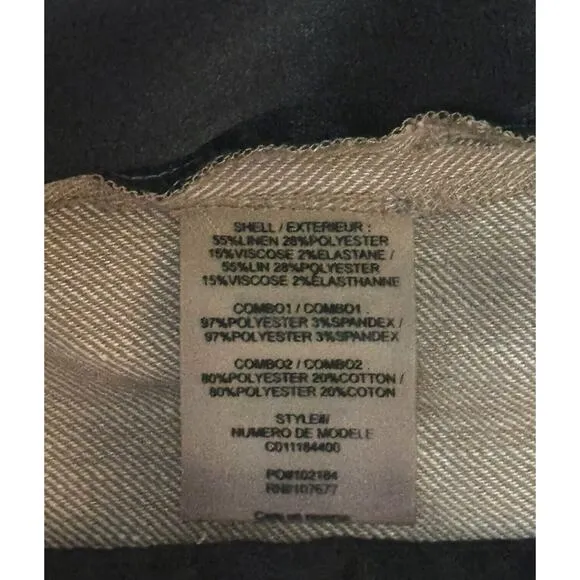 SHELL / EXTERIEUR :
55%LINEN 28%POLYESTER
15%VISCOSE 2%ELASTANE /
55%LIN 28%POLYESTER
15%VISCOSE 2%ELASTHANNE
COMBO1 / COMBO1 :
97%POLYESTER 3%SPANDEX /
97%POLYESTER 3%SPANDEX
COMBO2 / COMBO2 :
80%POLYESTER 20%COTTON /
80%POLYESTER 20%COTON
STYLE#/
NUMERO DE MODELE
C011184400
PO#102184
RN#107677